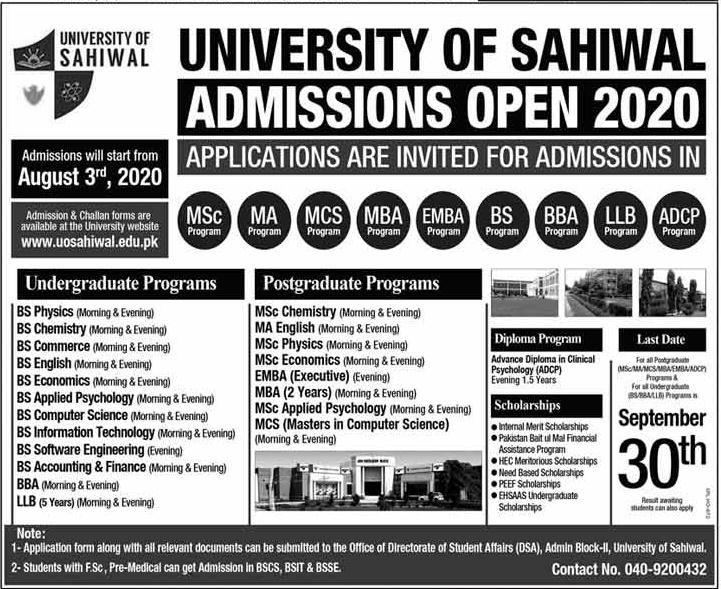 UNIVERSITY OF
SAHIWAL
UNIVERSITY OF SAHIWAL
ADMISSIONS OPEN 2020
APPLICATIONS ARE INVITED FOR ADMISSIONS IN
Admissions will start from
August 3rd, 2020
Admission & Challan forms are
available at the University website
www.uosahiwal.edu.pk
MSc Program
MA Program
MCS Program
MBA Program
EMBA Program
BS Program
BBA Program
LLB Program
ADCP Program
Undergraduate Programs
BS Physics (Morning & Evening)
BS Chemistry (Morning & Evening)
BS Commerce (Morning & Evening)
BS English (Morning & Evening)
BS Economics (Morning & Evening)
BS Applied Psychology (Morning & Evening)
BS Computer Science (Morning & Evening)
BS Information Technology (Morning & Evening)
BS Software Engineering (Evening)
BS Accounting & Finance (Morning & Evening)
BBA (Morning & Evening)
LLB (5 Years) (Morning & Evening)
Postgraduate Programs
MSc Chemistry (Morning & Evening)
MA English (Morning & Evening)
MSc Physics (Morning & Evening)
MSc Economics (Morning & Evening)
EMBA (Executive) (Evening)
MBA (2 Years) (Morning & Evening)
MSc Applied Psychology (Morning & Evening)
MCS (Masters in Computer Science)
(Morning & Evening)
Diploma Program
Advance Diploma in Clinical
Psychology (ADCP)
Evening 1.5 Years
Scholarships
● Internal Merit Scholarships
● Pakistan Bait ul Mal Financial
Assistance Program
● HEC Meritorious Scholarships
● Need Based Scholarships
● PEEF Scholarships
● EHSAAS Undergraduate
Scholarships
Last Date
For all Postgraduate
(MSc/MA/MCS/MBA/EMBA/ADCP)
Programs &
For all Undergraduate
(BS/BBA/LLB) Programs is
September
30th
Result awaiting
students can also apply
Note:
1- Application form along with all relevant documents can be submitted to the Office of Directorate of Student Affairs (DSA), Admin Block-II, University of Sahiwal.
2- Students with F.Sc , Pre-Medical can get Admission in BSCS, BSIT & BSSE.
Contact No. 040-9200432